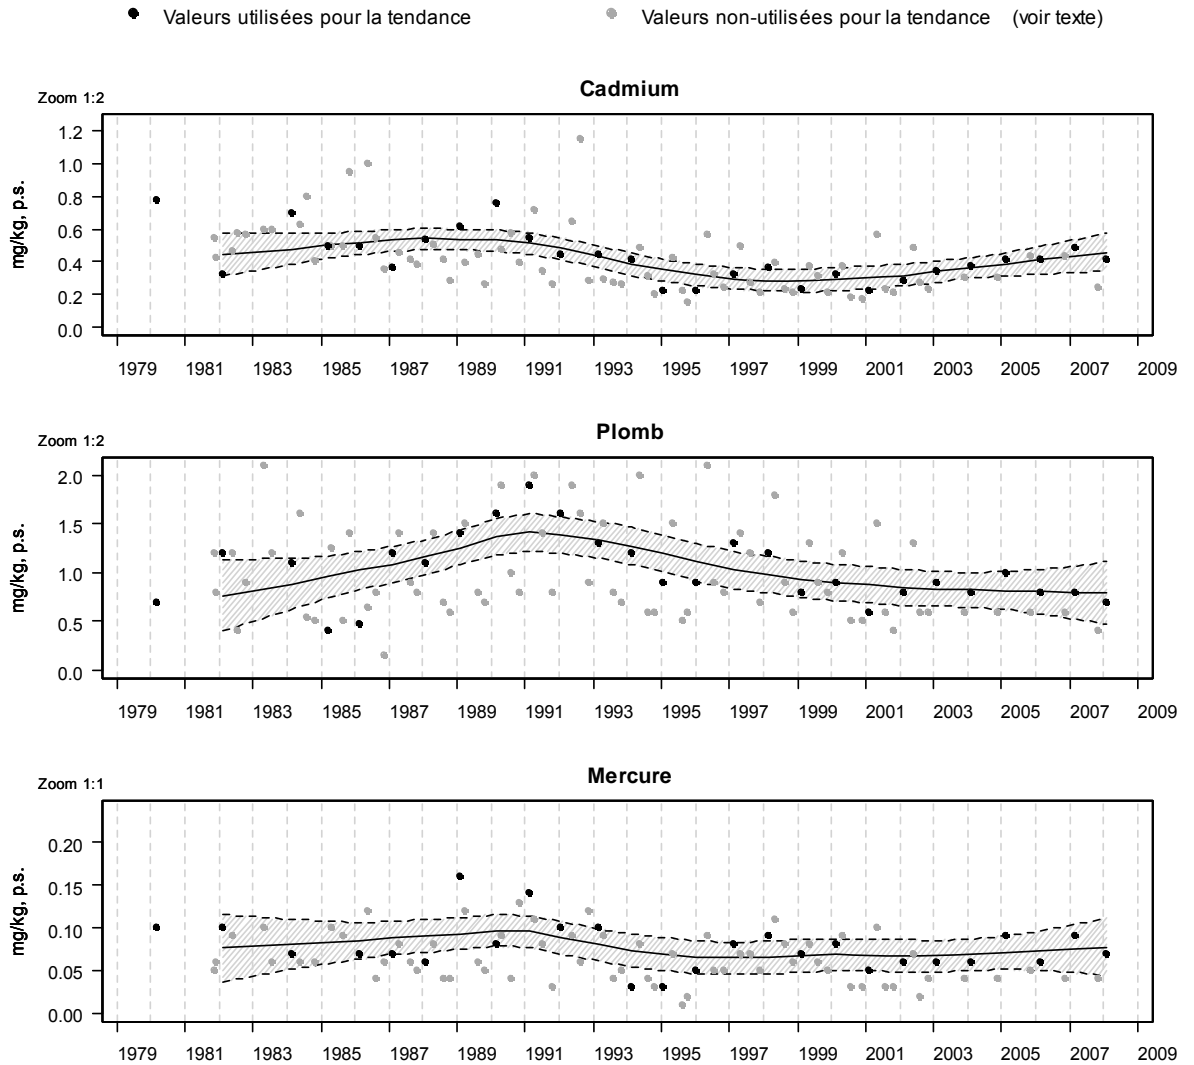 Valeurs utilisées pour la tendance Valeurs non-utilisées pour la tendance (voir texte)
Cadmium
Zoom 1:2
mg/kg, p.s.
1.2
1.0
0.8
0.6
0.4
0.2
0.0
1979 1981 1983 1985 1987 1989 1991 1993 1995 1997 1999 2001 2003 2005 2007 2009
Plomb
Zoom 1:2
mg/kg, p.s.
2.0
1.5
1.0
0.5
0.0
1979 1981 1983 1985 1987 1989 1991 1993 1995 1997 1999 2001 2003 2005 2007 2009
Mercure
Zoom 1:1
mg/kg, p.s.
0.20
0.15
0.10
0.05
0.00
1979 1981 1983 1985 1987 1989 1991 1993 1995 1997 1999 2001 2003 2005 2007 2009